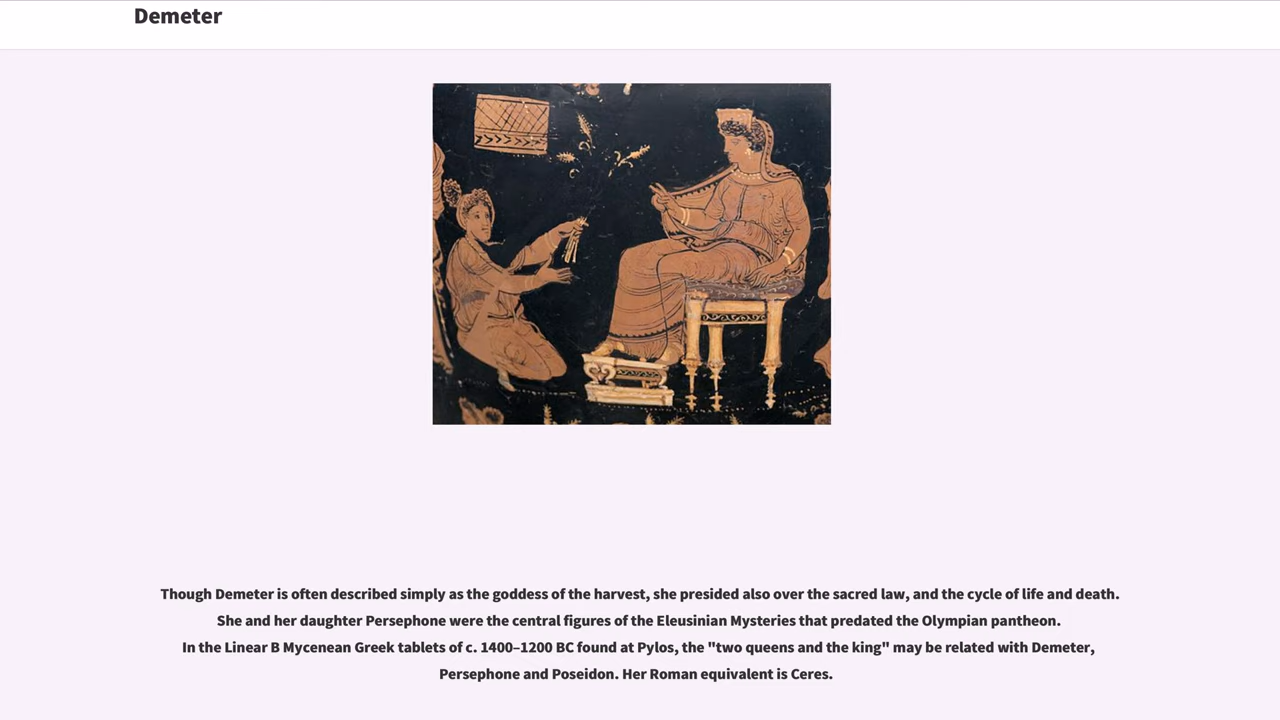 Demeter
Though Demeter is often described simply as the goddess of the harvest, she presided also over the sacred law, and the cycle of life and death.
She and her daughter Persephone were the central figures of the Eleusinian Mysteries that predated the Olympian pantheon.
In the Linear B Mycenean Greek tablets of c. 1400–1200 BC found at Pylos, the "two queens and the king" may be related with Demeter,
Persephone and Poseidon. Her Roman equivalent is Ceres.